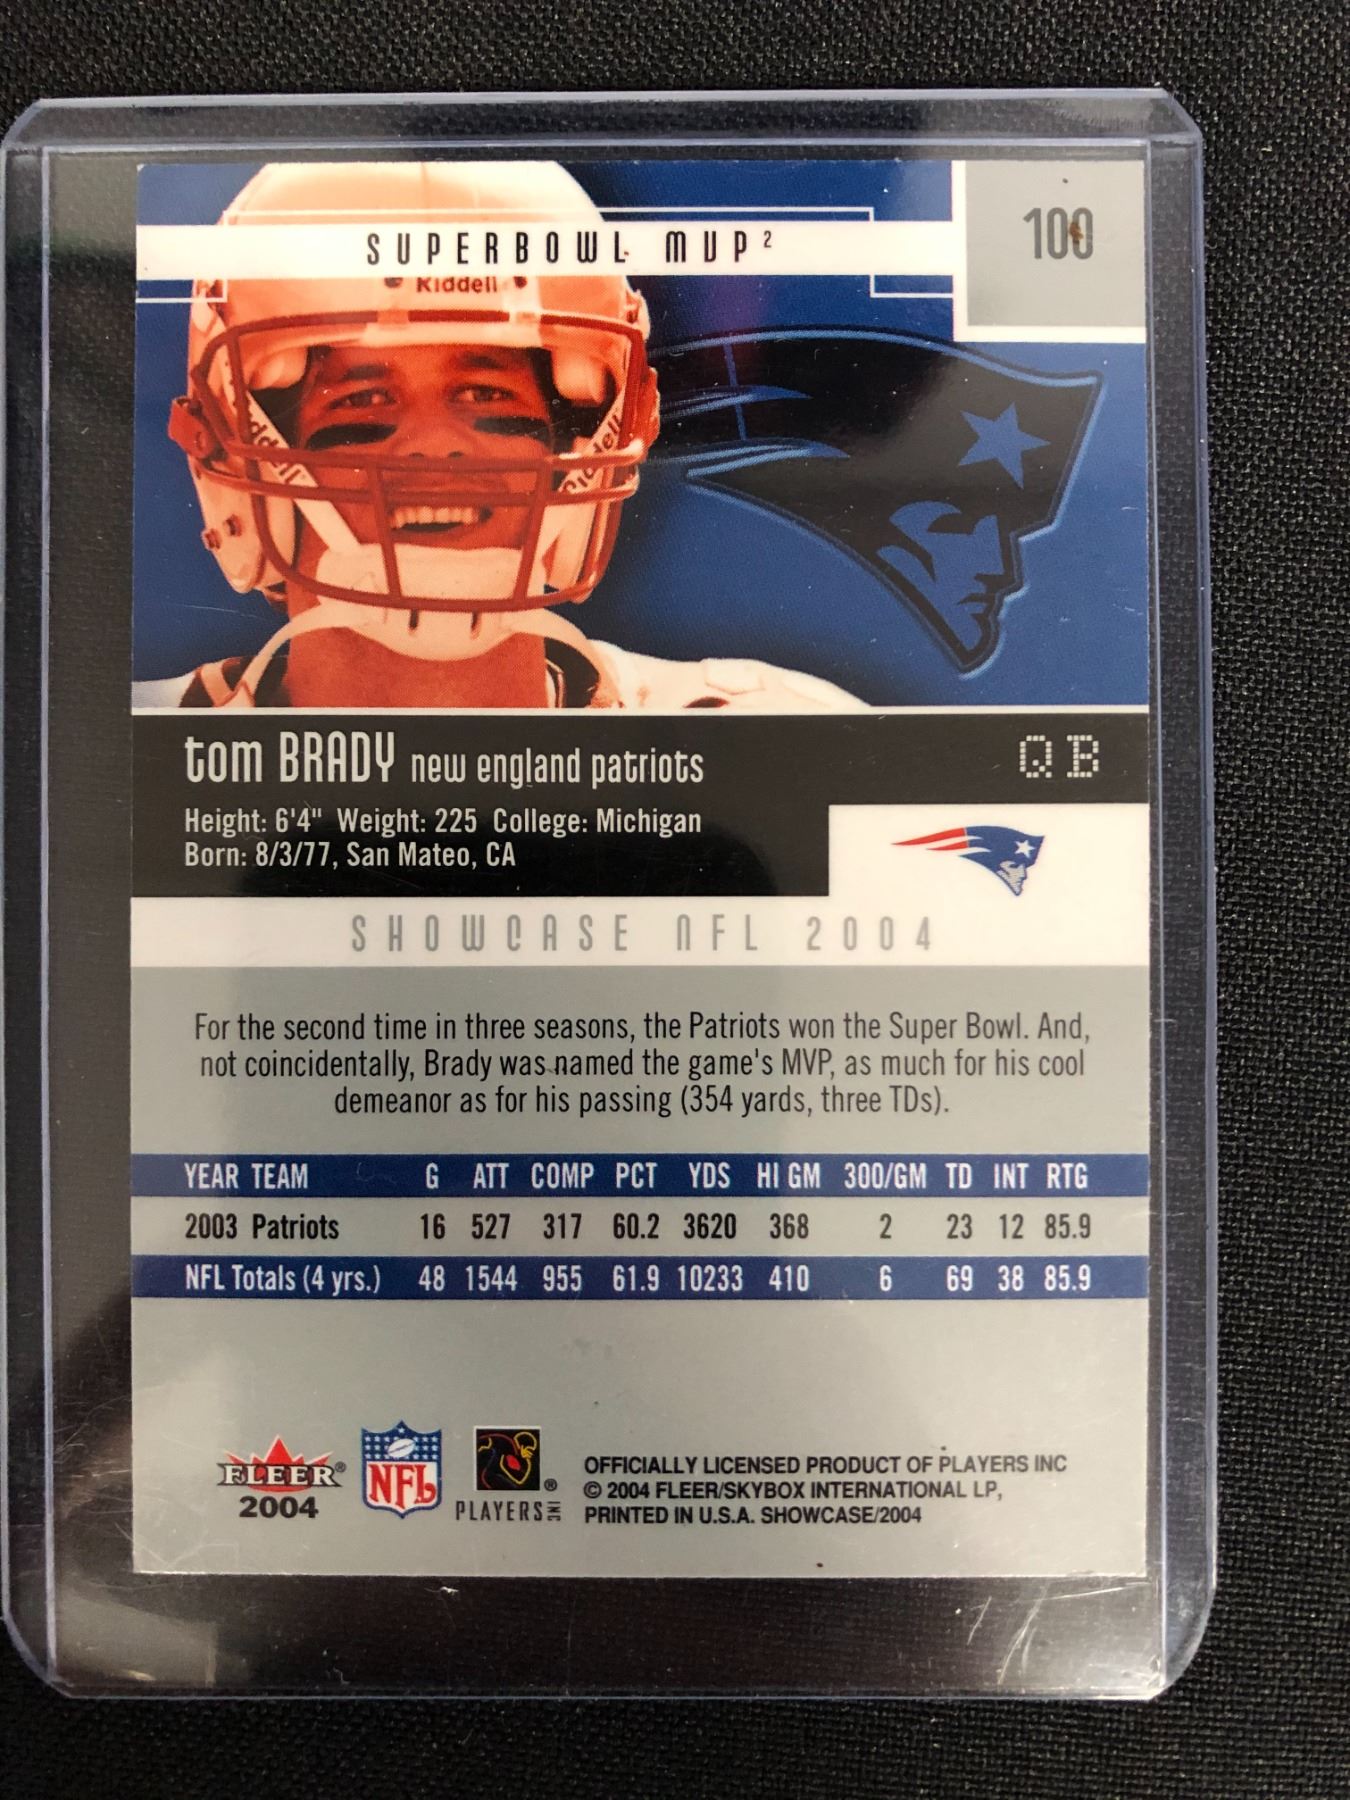 100
SUPERBOWL MVP²
Riddell
Riddell
tom BRADY new england patriots
QB
Height: 6'4" Weight: 225 College: Michigan
Born: 8/3/77, San Mateo, CA
SHOWCASE NFL 2004
For the second time in three seasons, the Patriots won the Super Bowl. And,
not coincidentally, Brady was named the game's MVP, as much for his cool
demeanor as for his passing (354 yards, three TDs).
YEAR TEAM G ATT COMP PCT YDS HI GM 300/GM TD INT RTG
2003 Patriots 16 527 317 60.2 3620 368 2 23 12 85.9
NFL Totals (4 yrs.) 48 1544 955 61.9 10233 410 6 69 38 85.9
FLEER®
2004
NFL
®
PLAYERS INC
OFFICIALLY LICENSED PRODUCT OF PLAYERS INC
© 2004 FLEER/SKYBOX INTERNATIONAL LP,
PRINTED IN U.S.A. SHOWCASE/2004